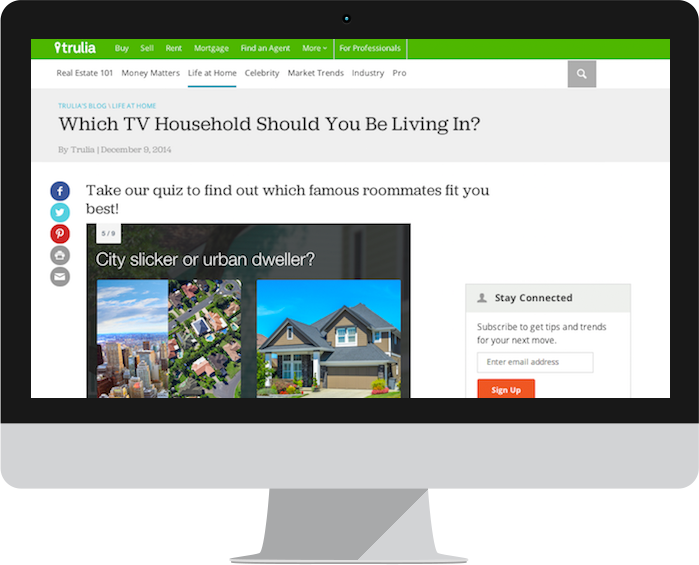 trulia Buy Sell Rent Mortgage Find an Agent More For Professionals
Real Estate 101 Money Matters Life at Home Celebrity Market Trends Industry Pro
TRULIA'S BLOG \ LIFE AT HOME
Which TV Household Should You Be Living In?
By Trulia | December 9, 2014
Take our quiz to find out which famous roommates fit you
best!
5 / 9
City slicker or urban dweller?
Stay Connected
Subscribe to get tips and trends
for your next move.
Enter email address
Sign Up